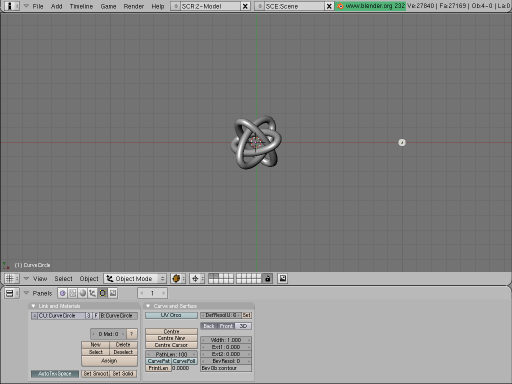 File Add Timeline Game Render Help SCR:2-Model SCE:Scene www.blender.org 232 Ve:27840 | Fa:27169 | Ob:4-0 | La:0
(1) CurveCircle
View Select Object Object Mode
Panels 1
Link and Materials
CU:CurveCircle 3 F OB:CurveCircle
0 Mat: 0 ?
New Delete
Select Deselect
Assign
AutoTexSpace Set Smoot Set Solid
Curve and Surface
UV Orco DefResolU: 6 Set
Back Front 3D
Centre
Centre New
Centre Cursor
Width: 1.000
Ext1: 0.000
Ext2: 0.000
BevResol: 0
PathLen: 100
CurvePat CurveFoll
PrintLen 0.0000
BevOb:contour